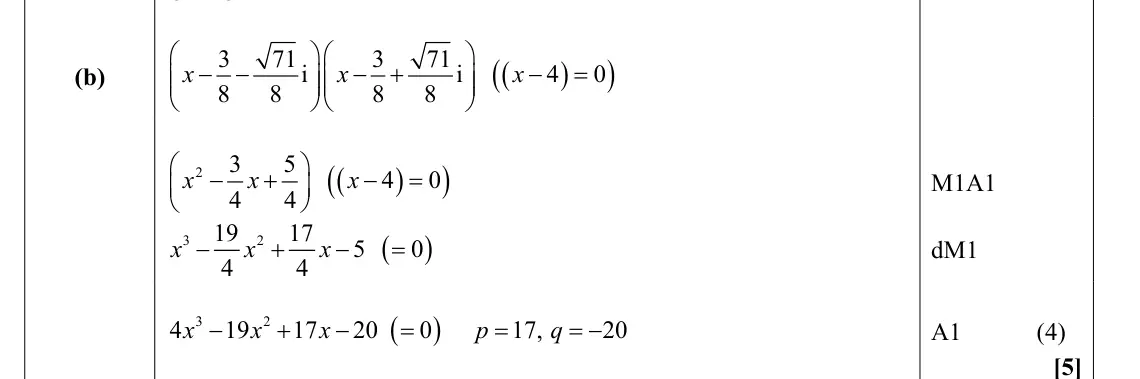 (b) (x − 3/8 − √71/8 i)(x − 3/8 + √71/8 i) ((x − 4) = 0)
(x² − 3/4 x + 5/4) ((x − 4) = 0) M1A1
x³ − 19/4 x² + 17/4 x − 5 (= 0) dM1
4x³ − 19x² + 17x − 20 (= 0) p = 17, q = −20 A1 (4)
[5]